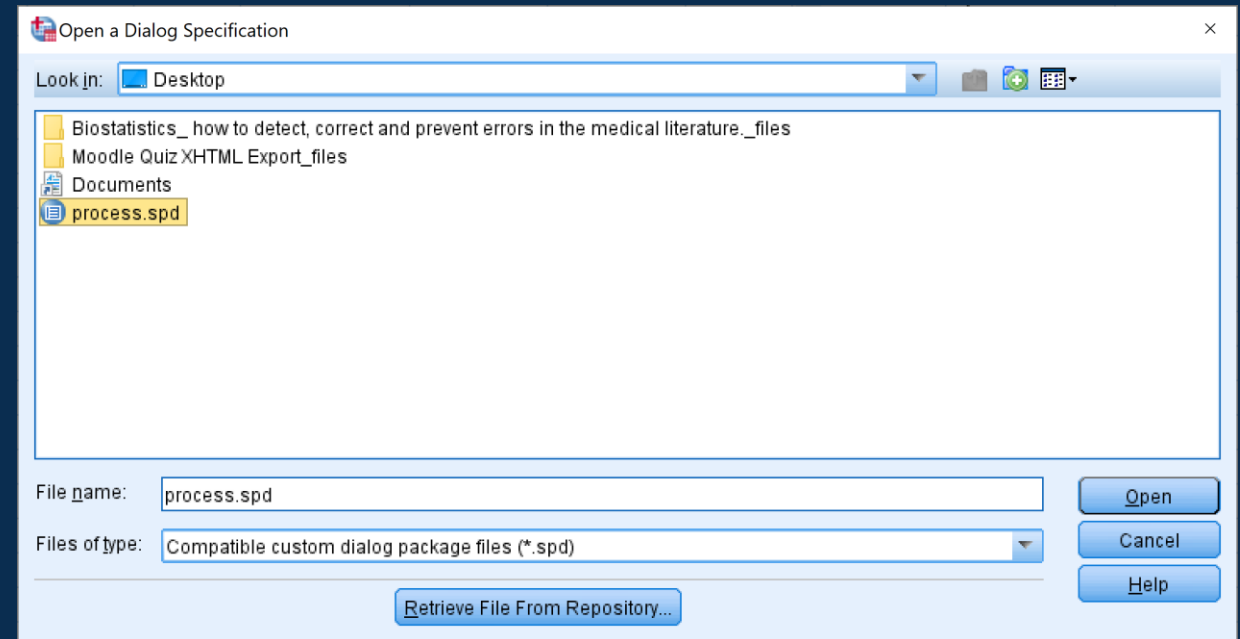 Open a Dialog Specification
Look in: Desktop
Biostatistics_ how to detect, correct and prevent errors in the medical literature._files
Moodle Quiz XHTML Export_files
Documents
process.spd
File name: process.spd Open
Files of type: Compatible custom dialog package files (*.spd) Cancel
Help
Retrieve File From Repository...